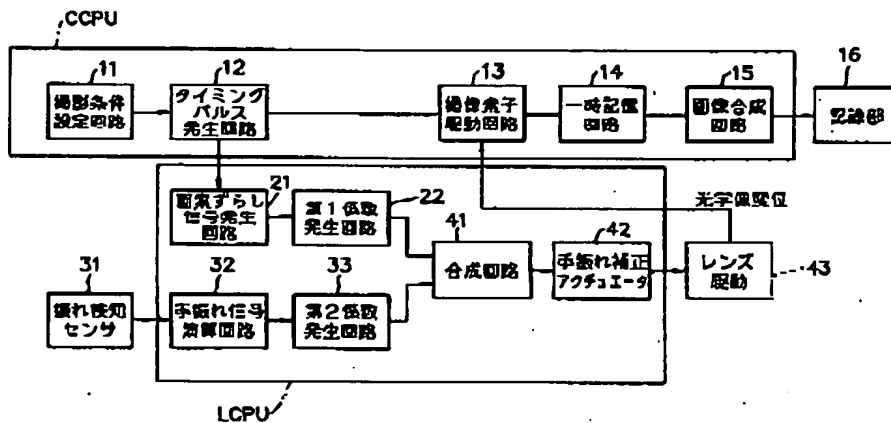 CCPU
11
12
13
14
15
16
撮影条件
設定回路
タイミング
パルス
発生回路
撮像素子
駆動回路
一時記憶
回路
画像合成
回路
記録部
画素ずらし
信号発生
回路
21
第1係数
発生回路
22
光学像変位
31
32
33
41
42
振れ検知
センサ
手振れ信号
演算回路
第2係数
発生回路
合成回路
手振れ補正
アクチュエータ
レンズ
駆動
43
LCPU